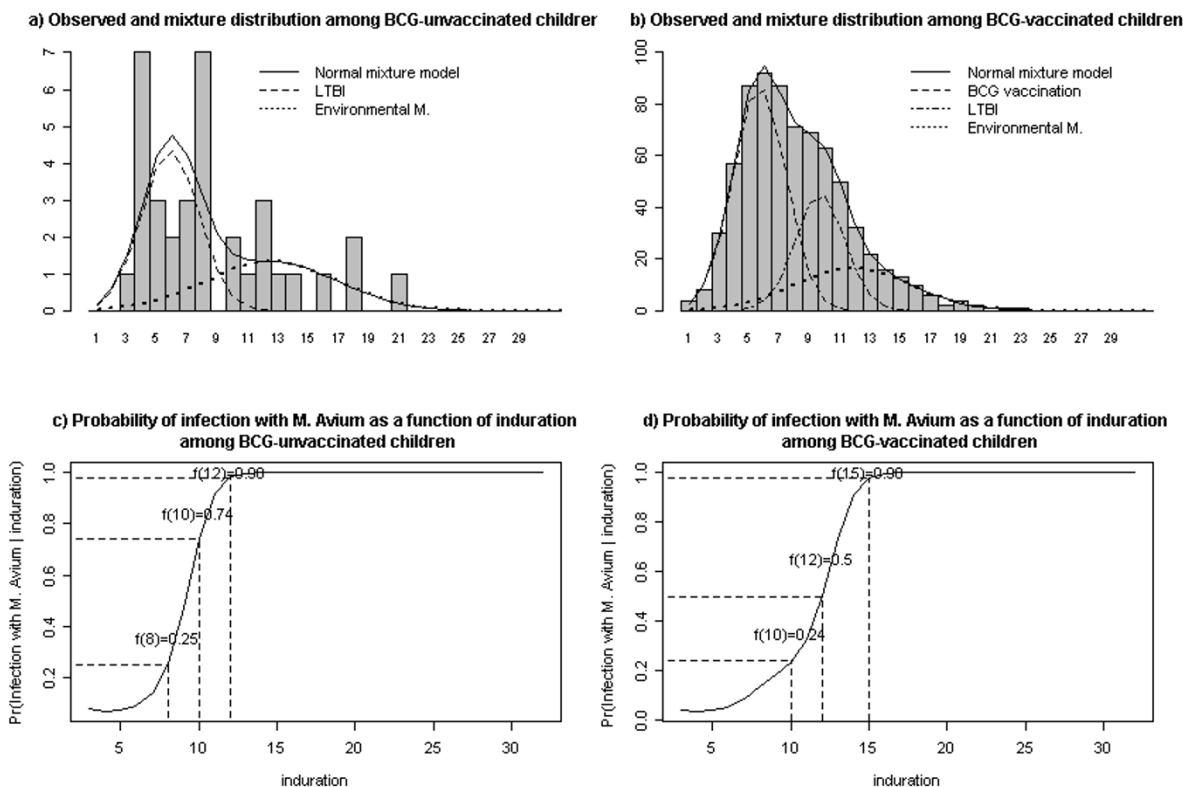 a) Observed and mixture distribution among BCG-unvaccinated childrer
7
6
5
4
3
2
1
0
Normal mixture model
LTBI
Environmental M.
1 3 5 7 9 11 13 15 17 19 21 23 25 27 29
b) Observed and mixture distribution among BCG-vaccinated children
100
80
60
40
20
0
Normal mixture model
BCG vaccination
LTBI
Environmental M.
1 3 5 7 9 11 13 15 17 19 21 23 25 27 29
c) Probability of infection with M. Avium as a function of induration
among BCG-unvaccinated children
Pr(Infection with M. Avium | induration)
1.0
0.8
0.6
0.4
0.2
f(12)=0.98
f(10)=0.74
f(8)=0.25
5 10 15 20 25 30
induration
d) Probability of infection with M. Avium as a function of induration
among BCG-vaccinated children
Pr(Infection with M. Avium | induration)
1.0
0.8
0.6
0.4
0.2
0.0
f(15)=0.98
f(12)=0.5
f(10)=0.24
5 10 15 20 25 30
induration